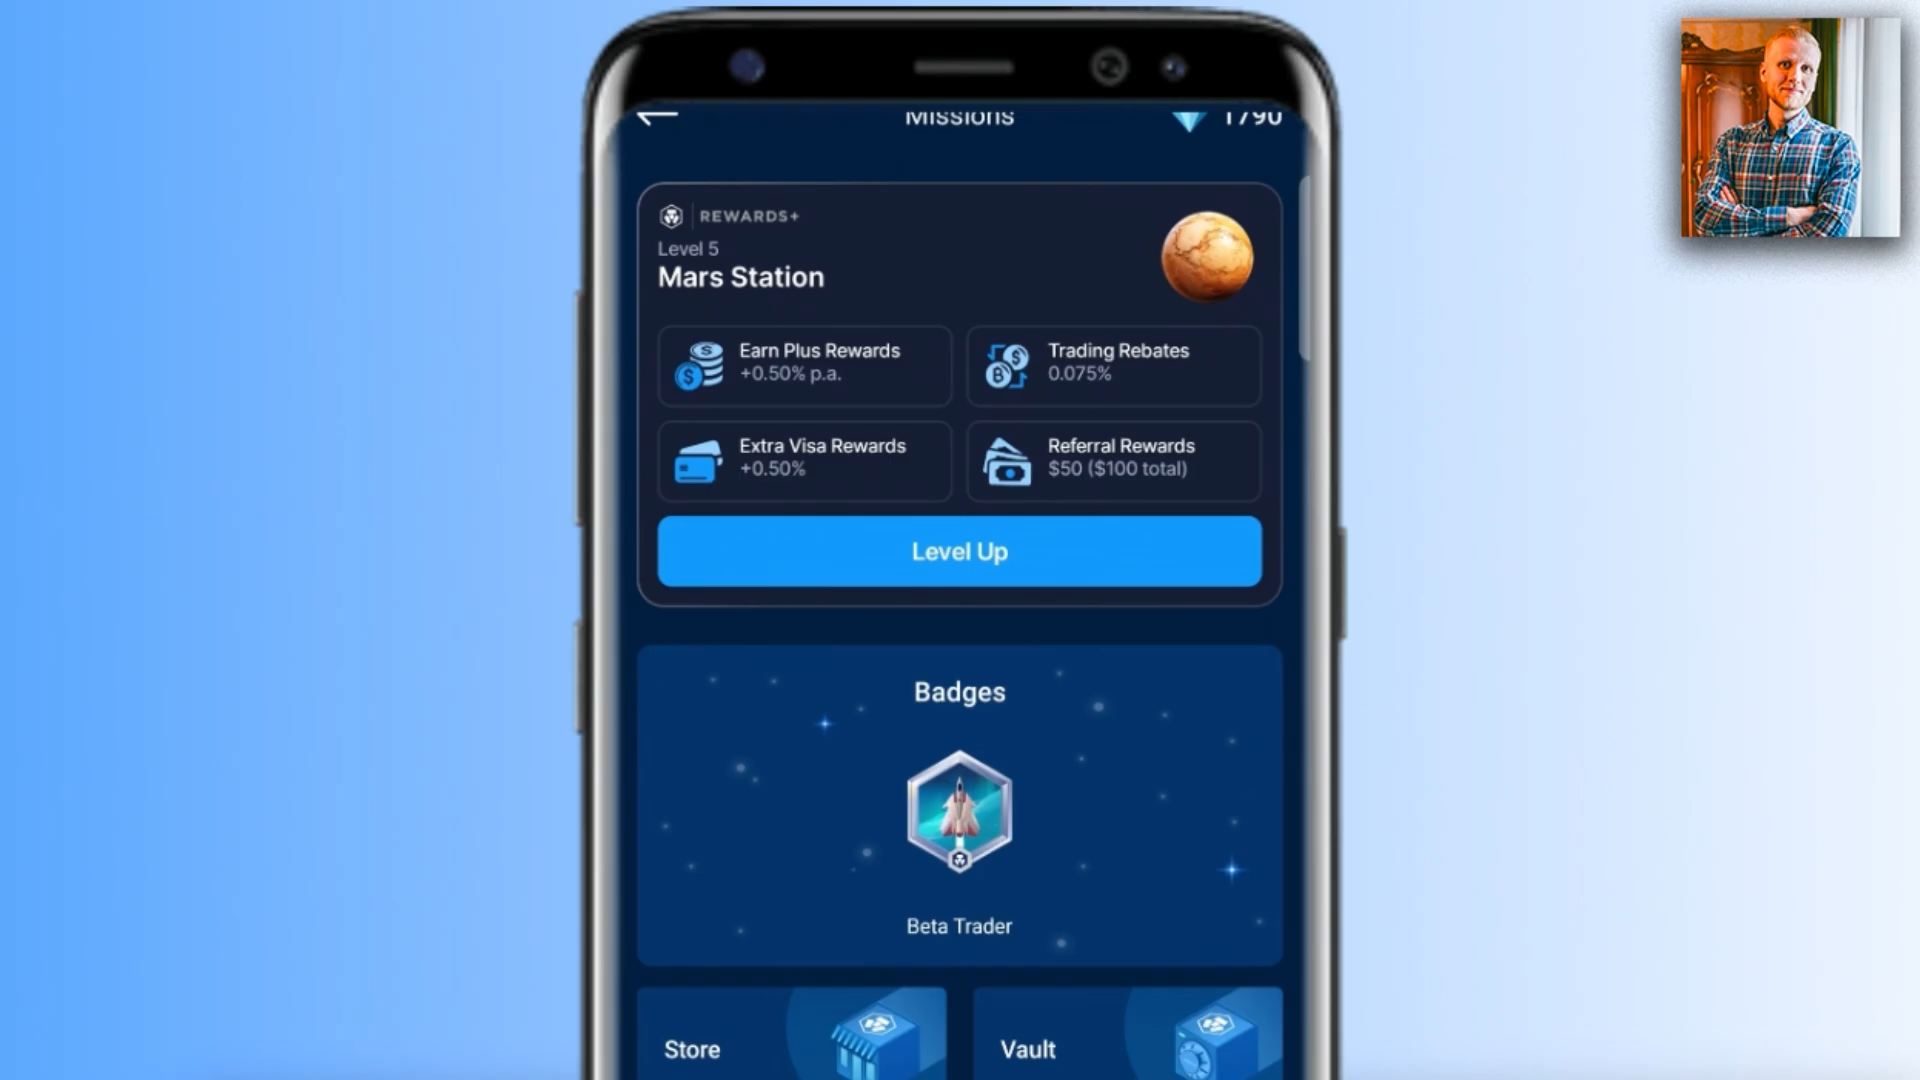 Missions
1790
REWARDS+
Level 5
Mars Station
Earn Plus Rewards
+0.50% p.a.
Trading Rebates
0.075%
Extra Visa Rewards
+0.50%
Referral Rewards
$50 ($100 total)
Level Up
Badges
Beta Trader
Store
Vault